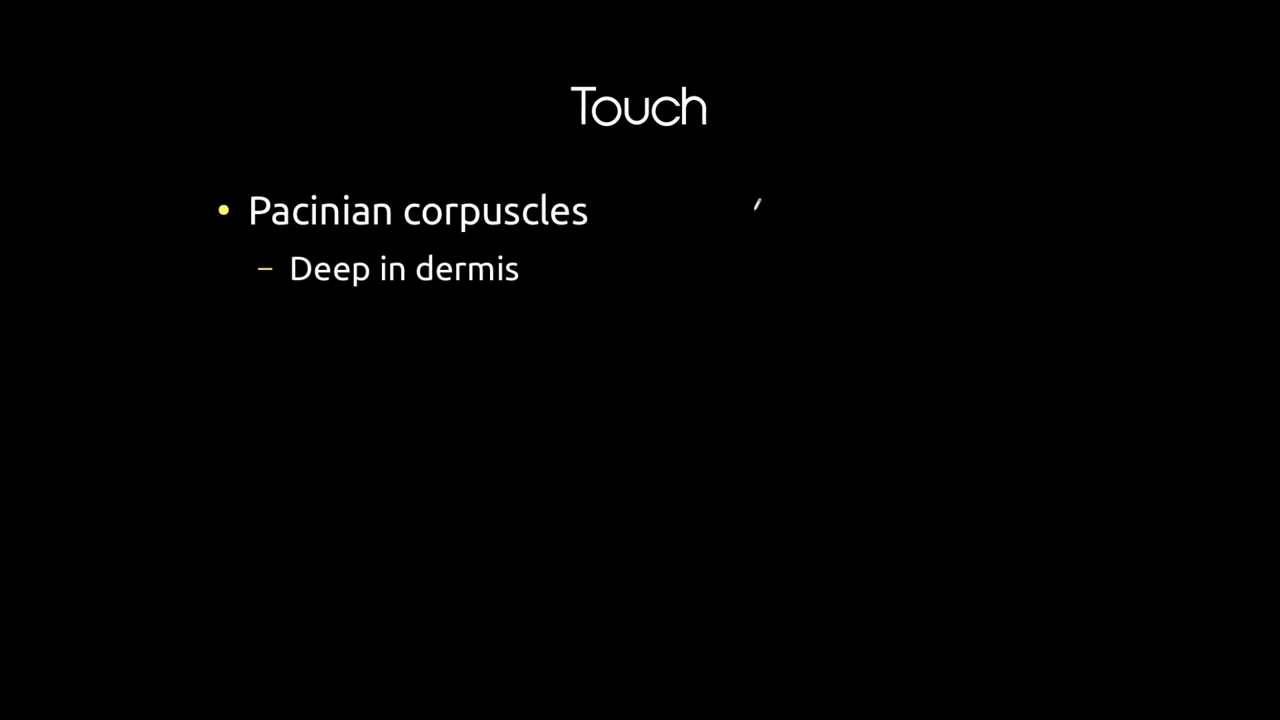 Touch
• Pacinian corpuscles
– Deep in dermis